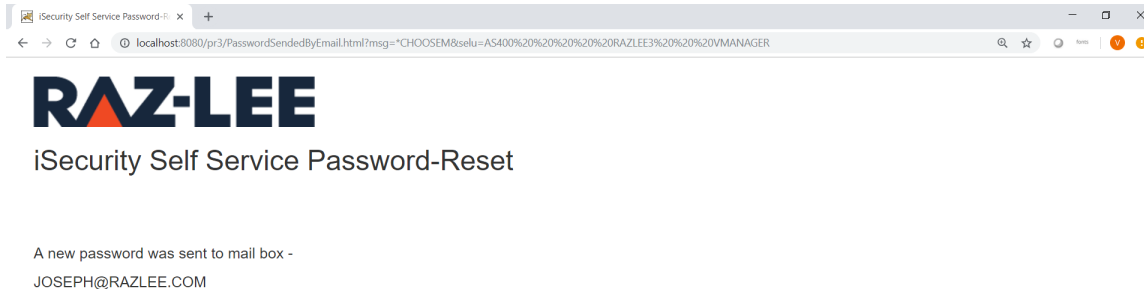 iSecurity Self Service Password-R
localhost:8080/pr3/PasswordSendedByEmail.html?msg=*CHOOSEM&selu=AS400%20%20%20%20%20RAZLEE3%20%20%20VMANAGER
V
RAZ-LEE
iSecurity Self Service Password-Reset
A new password was sent to mail box -
JOSEPH@RAZLEE.COM